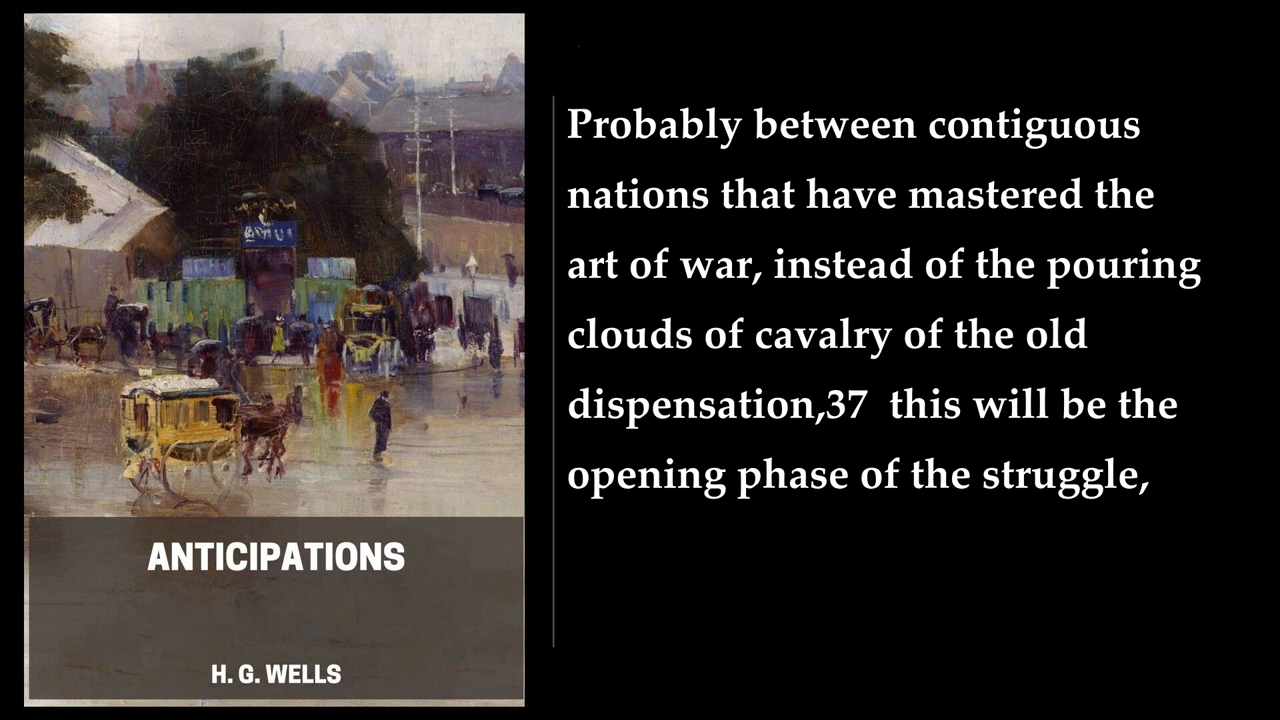 ANTICIPATIONS
H. G. WELLS
Probably between contiguous
nations that have mastered the
art of war, instead of the pouring
clouds of cavalry of the old
dispensation,37  this will be the
opening phase of the struggle,